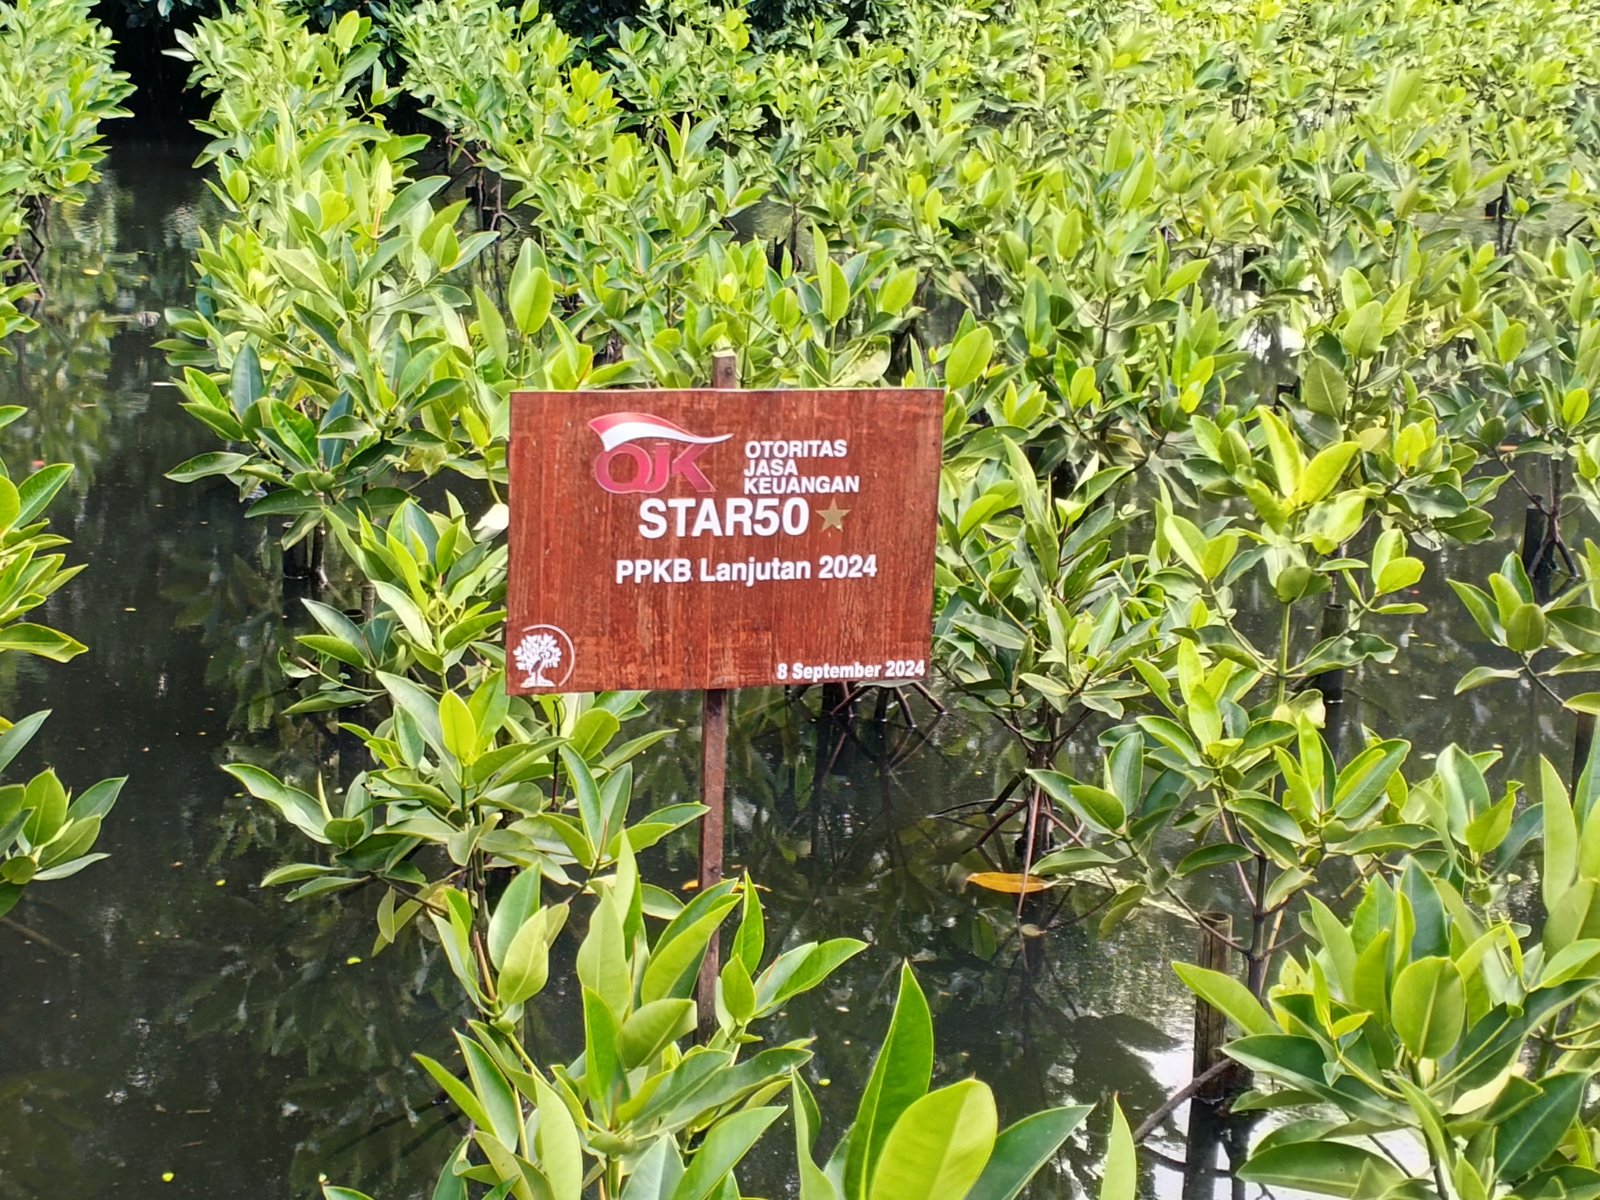 OJK
OTORITAS
JASA
KEUANGAN
STAR50
PPKB Lanjutan 2024
8 September 2024